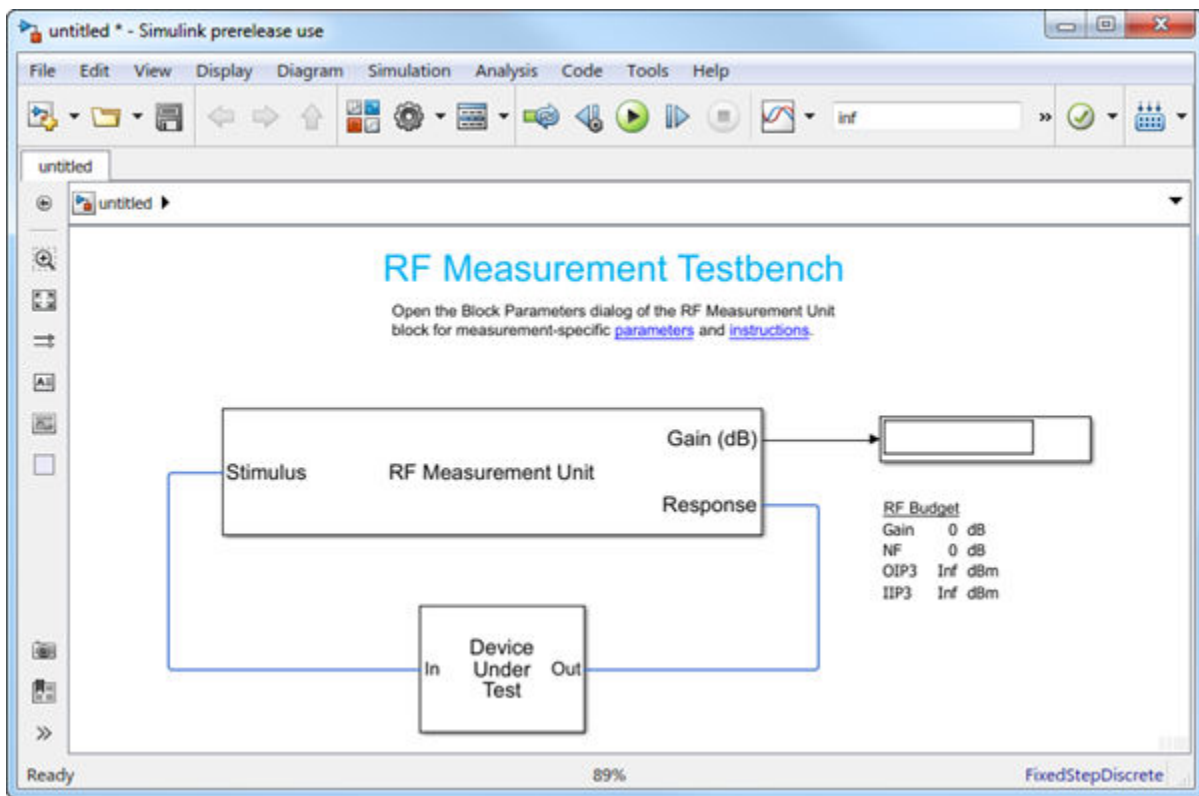 untitled * - Simulink prerelease use
File Edit View Display Diagram Simulation Analysis Code Tools Help
inf
untitled
untitled
RF Measurement Testbench
Open the Block Parameters dialog of the RF Measurement Unit
block for measurement-specific parameters and instructions.
Gain (dB)
Stimulus RF Measurement Unit
Response
RF Budget
Gain 0 dB
NF 0 dB
OIP3 Inf dBm
IIP3 Inf dBm
Device
In Under Out
Test
Ready 89% FixedStepDiscrete